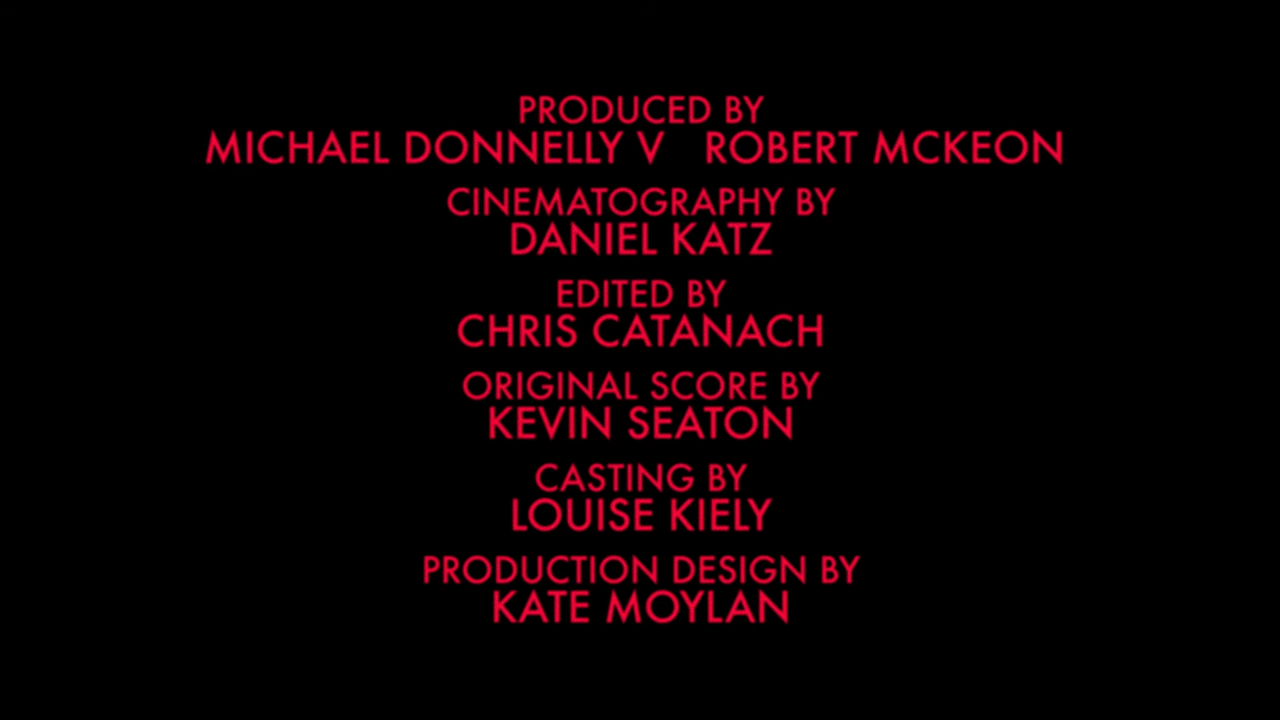 PRODUCED BY
MICHAEL DONNELLY V ROBERT MCKEON
CINEMATOGRAPHY BY
DANIEL KATZ
EDITED BY
CHRIS CATANACH
ORIGINAL SCORE BY
KEVIN SEATON
CASTING BY
LOUISE KIELY
PRODUCTION DESIGN BY
KATE MOYLAN